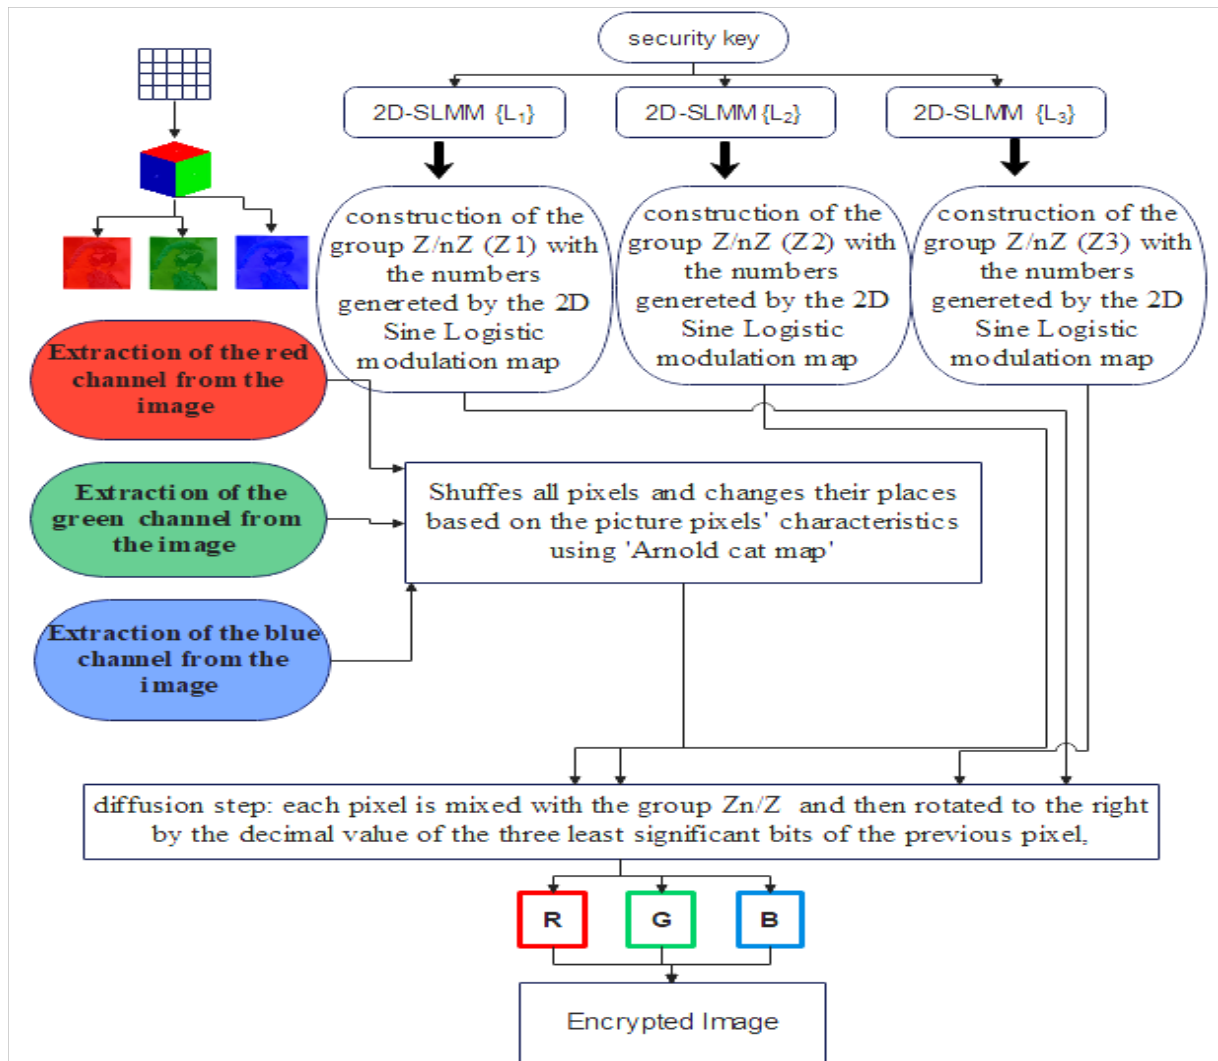 security key
2D-SLMM {L1}
2D-SLMM{L2}
2D-SLMM {L3}
construction of the
group Z/nZ (Z1) with
the numbers
genereted by the 2D
Sine Logistic
modulation map
construction of the
group Z/nZ (Z2) with
the numbers
genereted by the 2D
Sine Logistic
modulation map
construction of the
group Z/nZ (Z3) with
the numbers
genereted by the 2D
Sine Logistic
modulation map
Extraction of the red
channel from the
image
Extraction of the
green channel from
the image
Extraction of the blue
channel from the
image
Shuffes all pixels and changes their places
based on the picture pixels' characteristics
using 'Arnold cat map'
diffusion step: each pixel is mixed with the group Zn/Z and then rotated to the right
by the decimal value of the three least significant bits of the previous pixel,
R
G
B
Encrypted Image